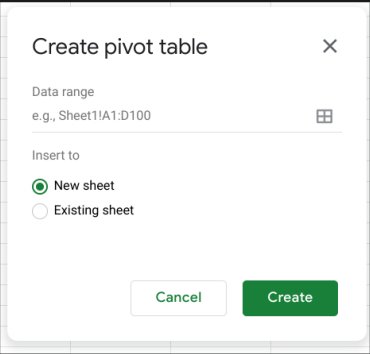 Create pivot table
Data range
e.g., Sheet1!A1:D100
Insert to
New sheet
Existing sheet
Cancel Create